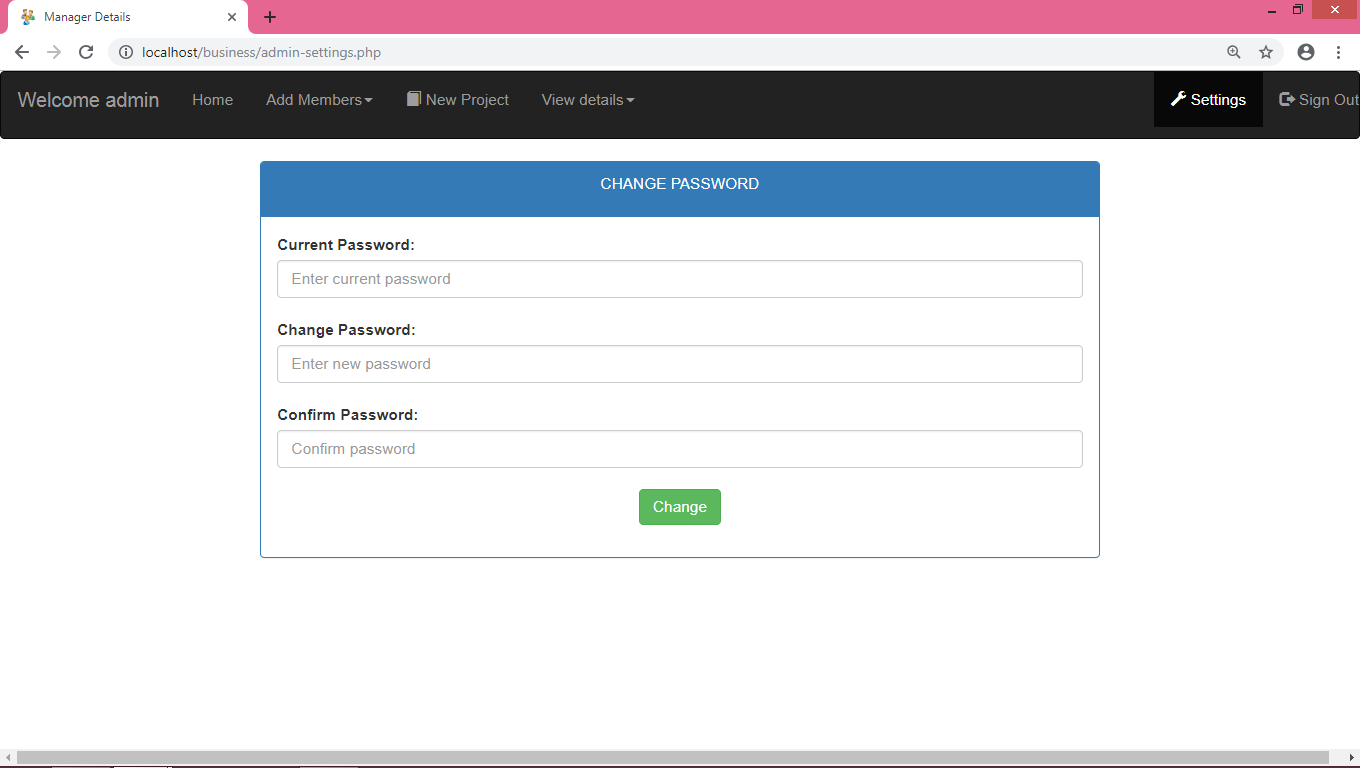 Manager Details
localhost/business/admin-settings.php
Welcome admin Home Add Members New Project View details Settings Sign Out
CHANGE PASSWORD
Current Password:
Enter current password
Change Password:
Enter new password
Confirm Password:
Confirm password
Change